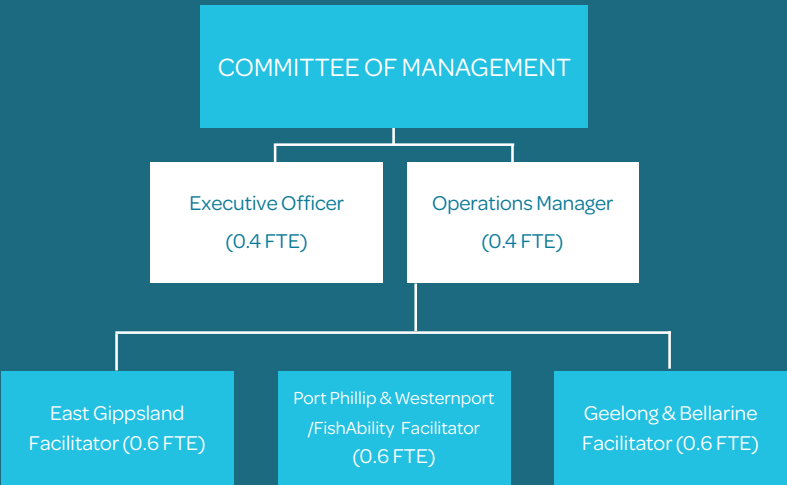 COMMITTEE OF MANAGEMENT
Executive Officer
(0.4 FTE)
Operations Manager
(0.4 FTE)
East Gippsland
Facilitator (0.6 FTE)
Port Phillip & Westernport
/FishAbility Facilitator
(0.6 FTE)
Geelong & Bellarine
Facilitator (0.6 FTE)